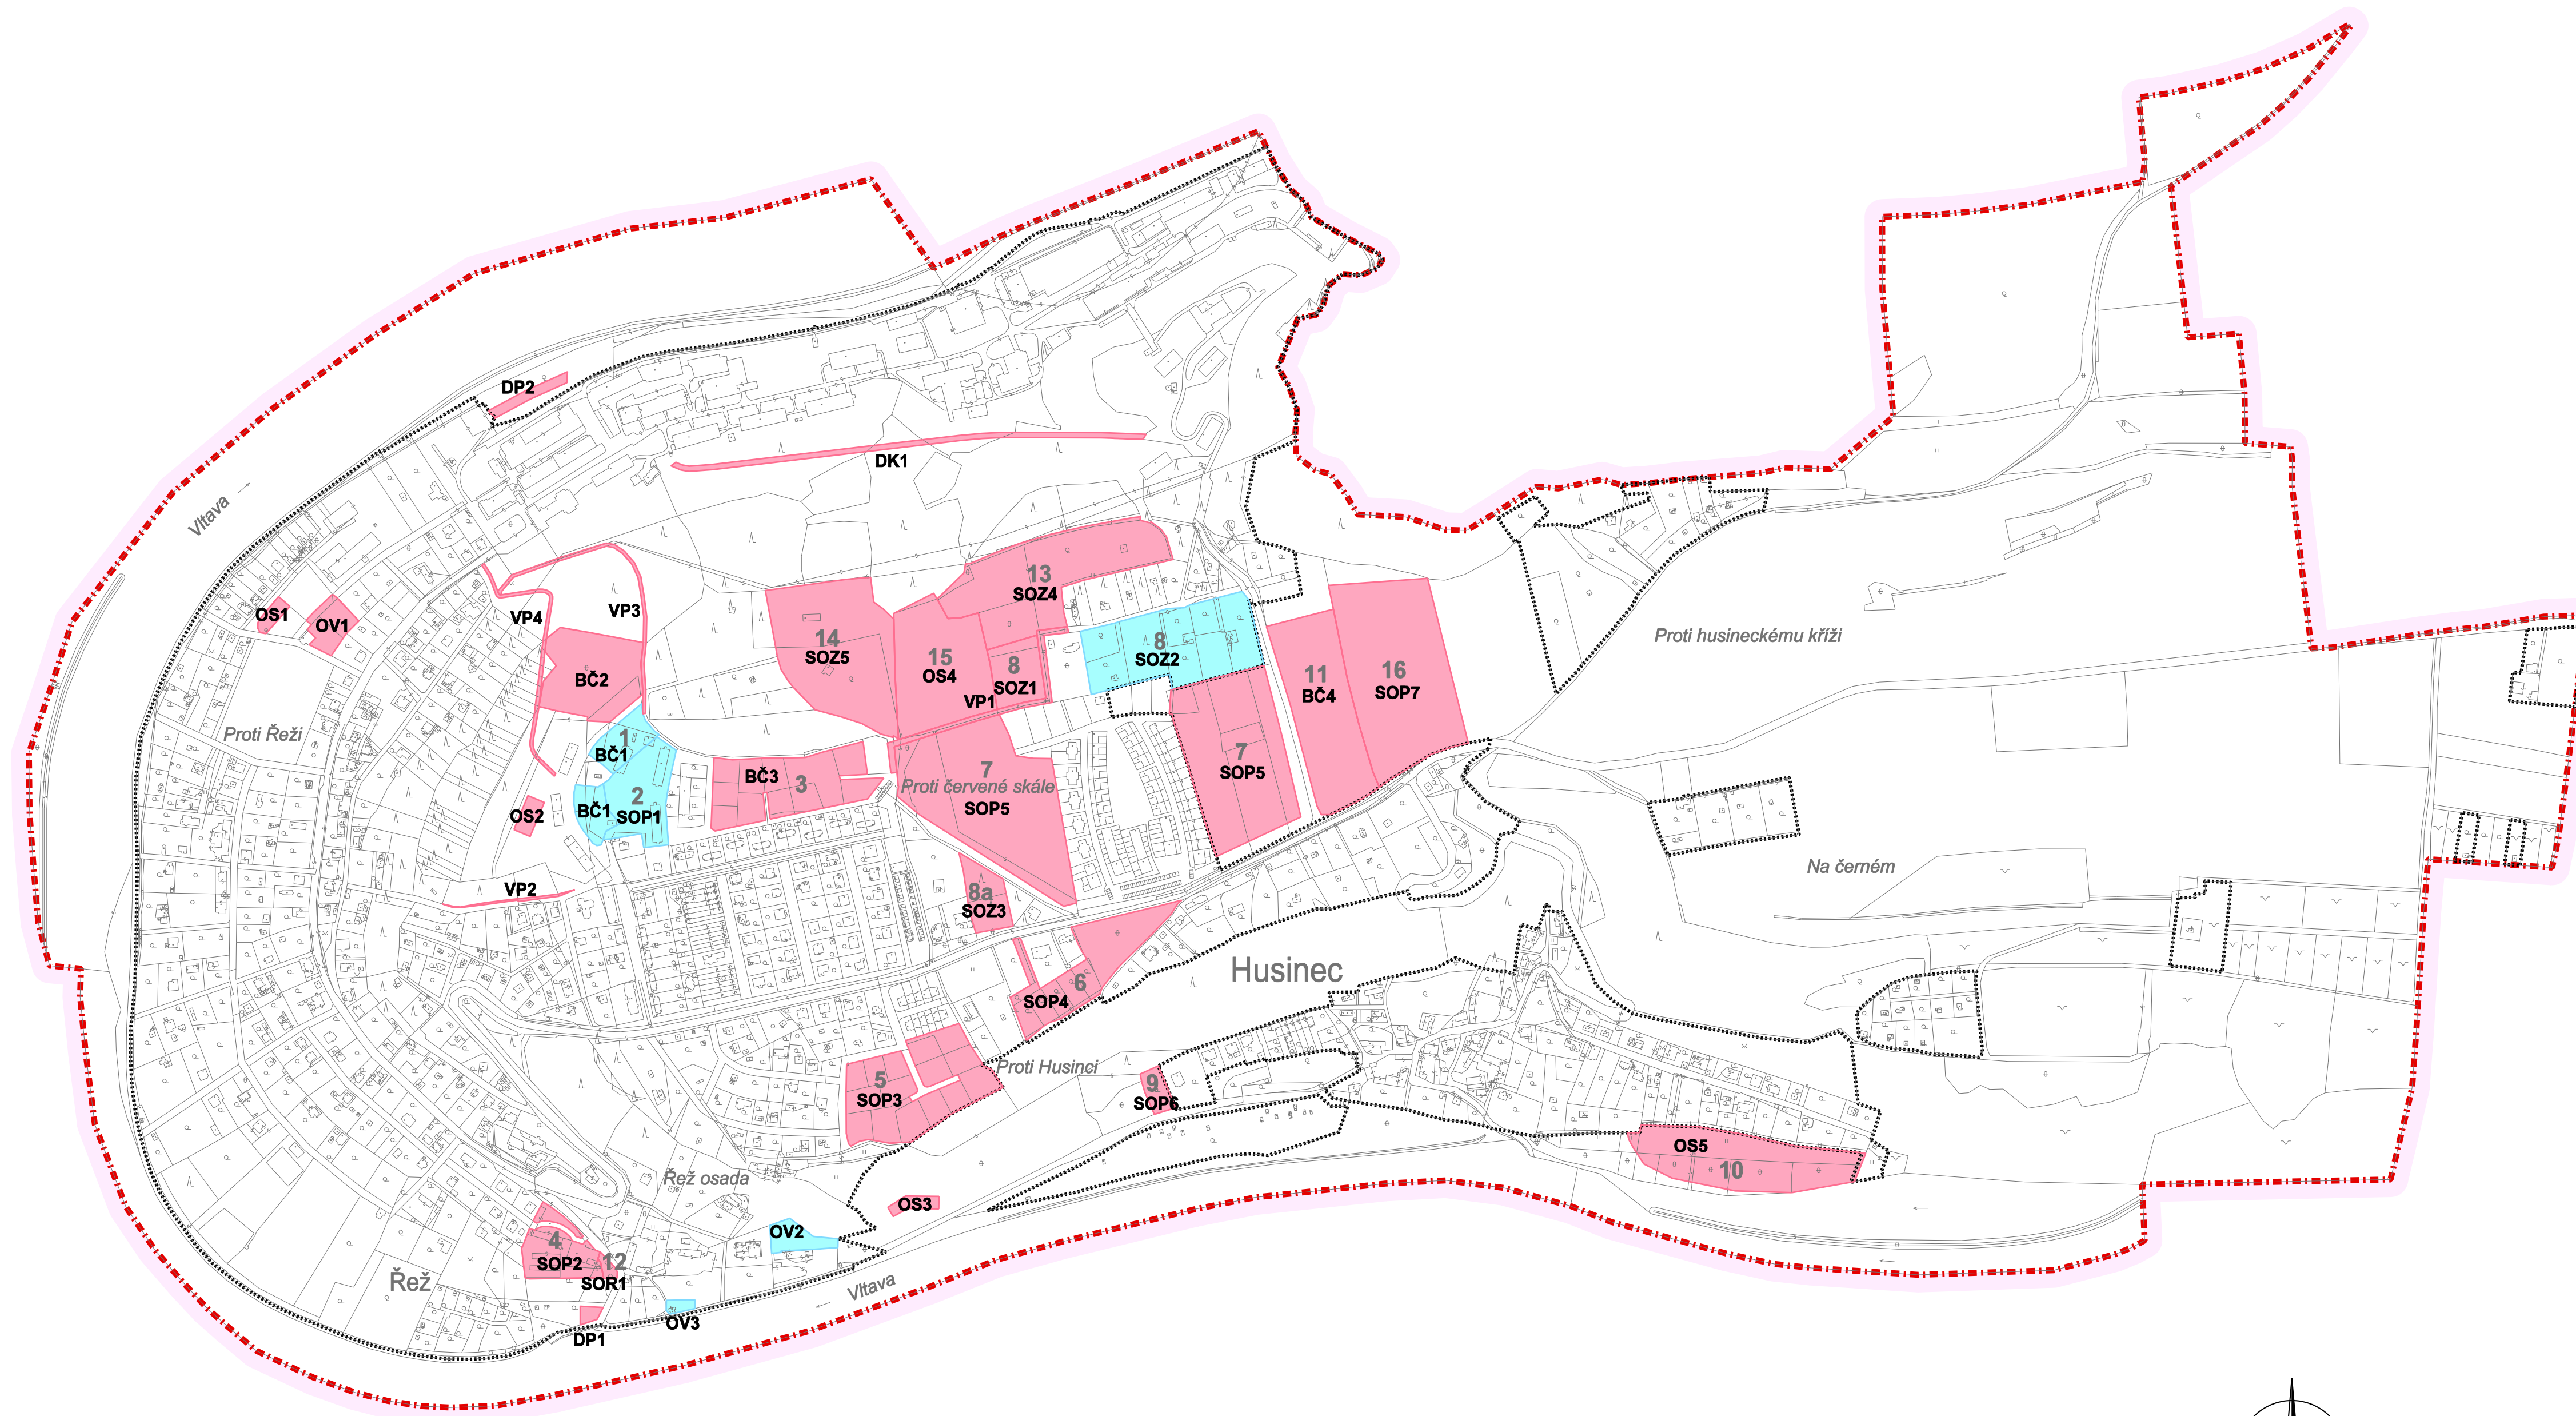 DP2
DK1
Vltava
VP4
VP3
OS1
OV1
13
SOZ4
14
SOZ5
15
OS4
8
SOZ1
8
SOZ2
VP1
11
BČ4
16
SOP7
Proti husineckému kříži
BČ2
Proti Řeži
1
BČ1
BČ3
3
7
Proti červené skále
SOP5
7
SOP5
2
BČ1
SOP1
OS2
VP2
8a
SOZ3
Na černém
Husinec
6
SOP4
Proti Husinci
5
SOP3
9
SOP6
OS5
10
Řež osada
OS3
OV2
4
SOP2
12
SOR1
Řež
Vltava
OV3
DP1